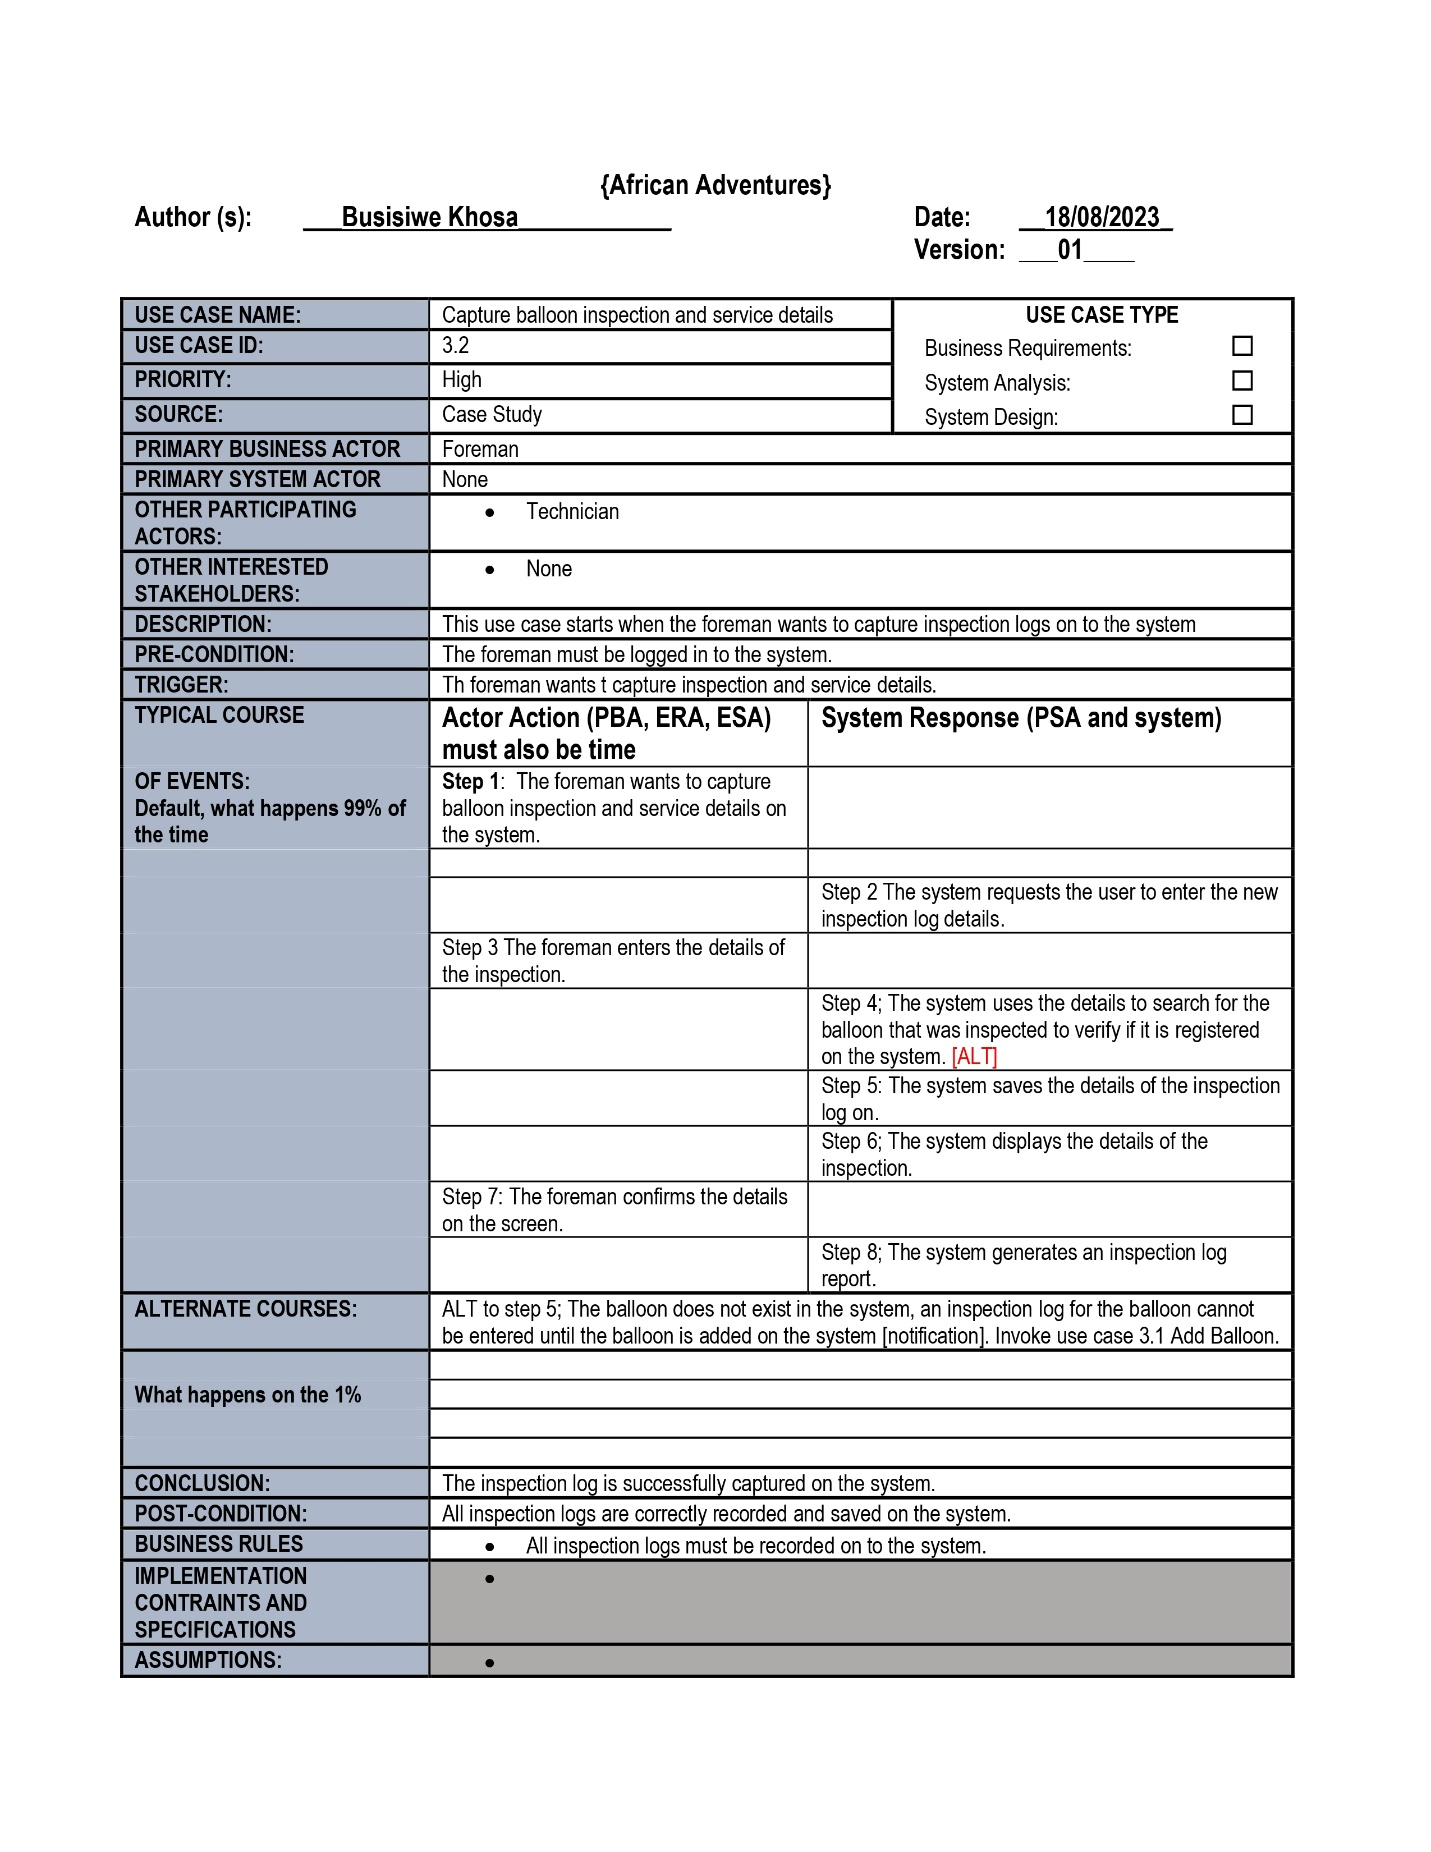 {African Adventures}
Author (s): ___Busisiwe Khosa____________ Date: __18/08/2023_
Version: ___01____
USE CASE NAME: Capture balloon inspection and service details USE CASE TYPE
USE CASE ID: 3.2 Business Requirements: ☐
PRIORITY: High System Analysis: ☐
SOURCE: Case Study System Design: ☐
PRIMARY BUSINESS ACTOR Foreman
PRIMARY SYSTEM ACTOR None
OTHER PARTICIPATING
ACTORS:
• Technician
OTHER INTERESTED
STAKEHOLDERS:
• None
DESCRIPTION: This use case starts when the foreman wants to capture inspection logs on to the system
PRE-CONDITION: The foreman must be logged in to the system.
TRIGGER: Th foreman wants t capture inspection and service details.
TYPICAL COURSE
Actor Action (PBA, ERA, ESA)
must also be time
System Response (PSA and system)
OF EVENTS:
Default, what happens 99% of
the time
Step 1: The foreman wants to capture
balloon inspection and service details on
the system.
Step 2 The system requests the user to enter the new
inspection log details.
Step 3 The foreman enters the details of
the inspection.
Step 4; The system uses the details to search for the
balloon that was inspected to verify if it is registered
on the system. [ALT]
Step 5: The system saves the details of the inspection
log on.
Step 6; The system displays the details of the
inspection.
Step 7: The foreman confirms the details
on the screen.
Step 8; The system generates an inspection log
report.
ALTERNATE COURSES:
ALT to step 5; The balloon does not exist in the system, an inspection log for the balloon cannot
be entered until the balloon is added on the system [notification]. Invoke use case 3.1 Add Balloon.
What happens on the 1%
CONCLUSION: The inspection log is successfully captured on the system.
POST-CONDITION: All inspection logs are correctly recorded and saved on the system.
BUSINESS RULES • All inspection logs must be recorded on to the system.
IMPLEMENTATION
CONTRAINTS AND
SPECIFICATIONS
•
ASSUMPTIONS: •